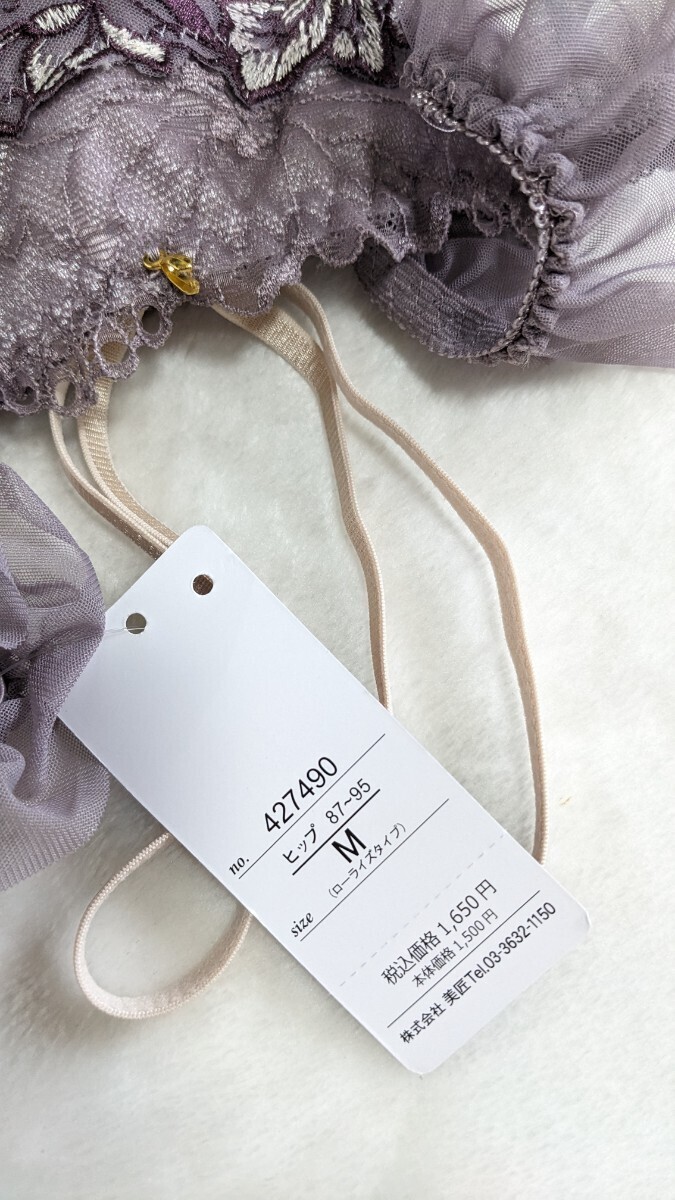 no. 427490
ヒップ 87~95
M
size (ローライズタイプ)
税込価格 1,650円
本体価格 1,500円
株式会社 美匠 Tel.03-3632-1150